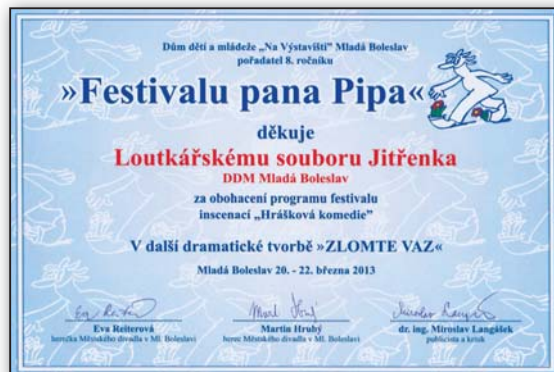 Dům dětí a mládeže „Na Výstavišti” Mladá Boleslav
pořadatel 8. ročníku
»Festivalu pana Pipa«
děkuje
Loutkářskému souboru Jitřenka
DDM Mladá Boleslav
za obohacení programu festivalu
inscenací „Hrášková komedie”
V další dramatické tvorbě »ZLOMTE VAZ«
Mladá Boleslav 20. - 22. března 2013
Eva Reiterová
herečka Městského divadla v Ml. Boleslavi
Martin Hrubý
herec Městského divadla v Ml. Boleslavi
dr. ing. Miroslav Langášek
publicista a kritik